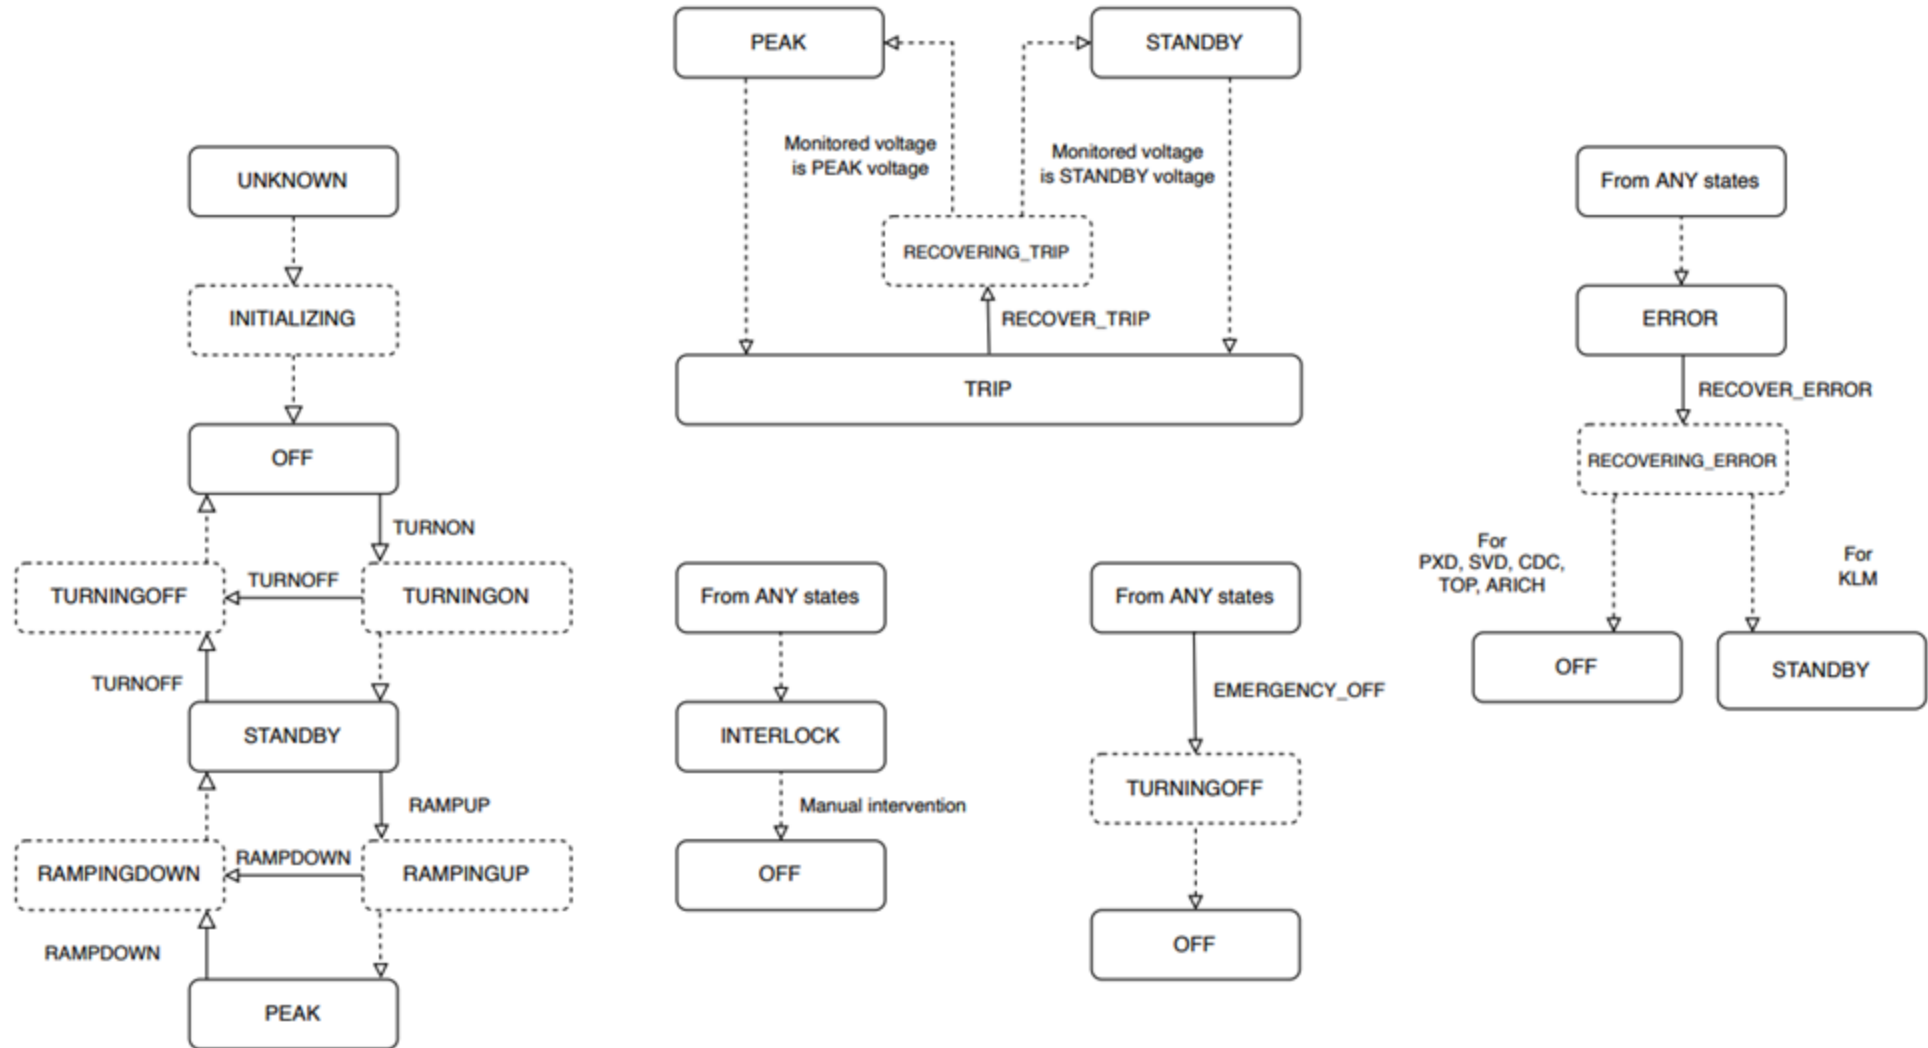 UNKNOWN
INITIALIZING
OFF
TURNON
TURNINGOFF
TURNOFF
TURNINGON
TURNOFF
STANDBY
RAMPUP
RAMPINGDOWN
RAMPDOWN
RAMPINGUP
RAMPDOWN
PEAK
PEAK
STANDBY
Monitored voltage
is PEAK voltage
Monitored voltage
is STANDBY voltage
RECOVERING_TRIP
RECOVER_TRIP
TRIP
From ANY states
INTERLOCK
Manual intervention
OFF
From ANY states
EMERGENCY_OFF
TURNINGOFF
OFF
From ANY states
ERROR
RECOVER_ERROR
RECOVERING_ERROR
For
PXD, SVD, CDC,
TOP, ARICH
For
KLM
OFF
STANDBY